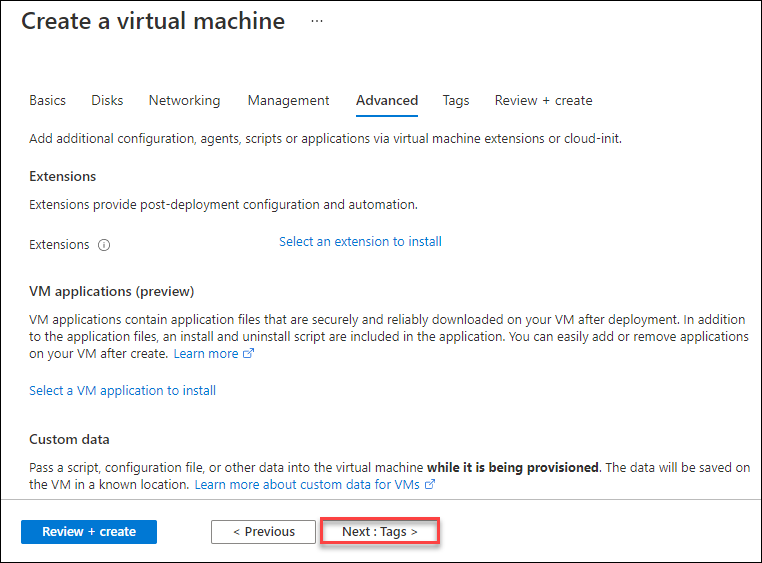 Create a virtual machine ...
Basics Disks Networking Management Advanced Tags Review + create
Add additional configuration, agents, scripts or applications via virtual machine extensions or cloud-init.
Extensions
Extensions provide post-deployment configuration and automation.
Extensions
Select an extension to install
VM applications (preview)
VM applications contain application files that are securely and reliably downloaded on your VM after deployment. In addition
to the application files, an install and uninstall script are included in the application. You can easily add or remove applications
on your VM after create. Learn more
Select a VM application to install
Custom data
Pass a script, configuration file, or other data into the virtual machine while it is being provisioned. The data will be saved on
the VM in a known location. Learn more about custom data for VMs
Review + create < Previous Next : Tags >